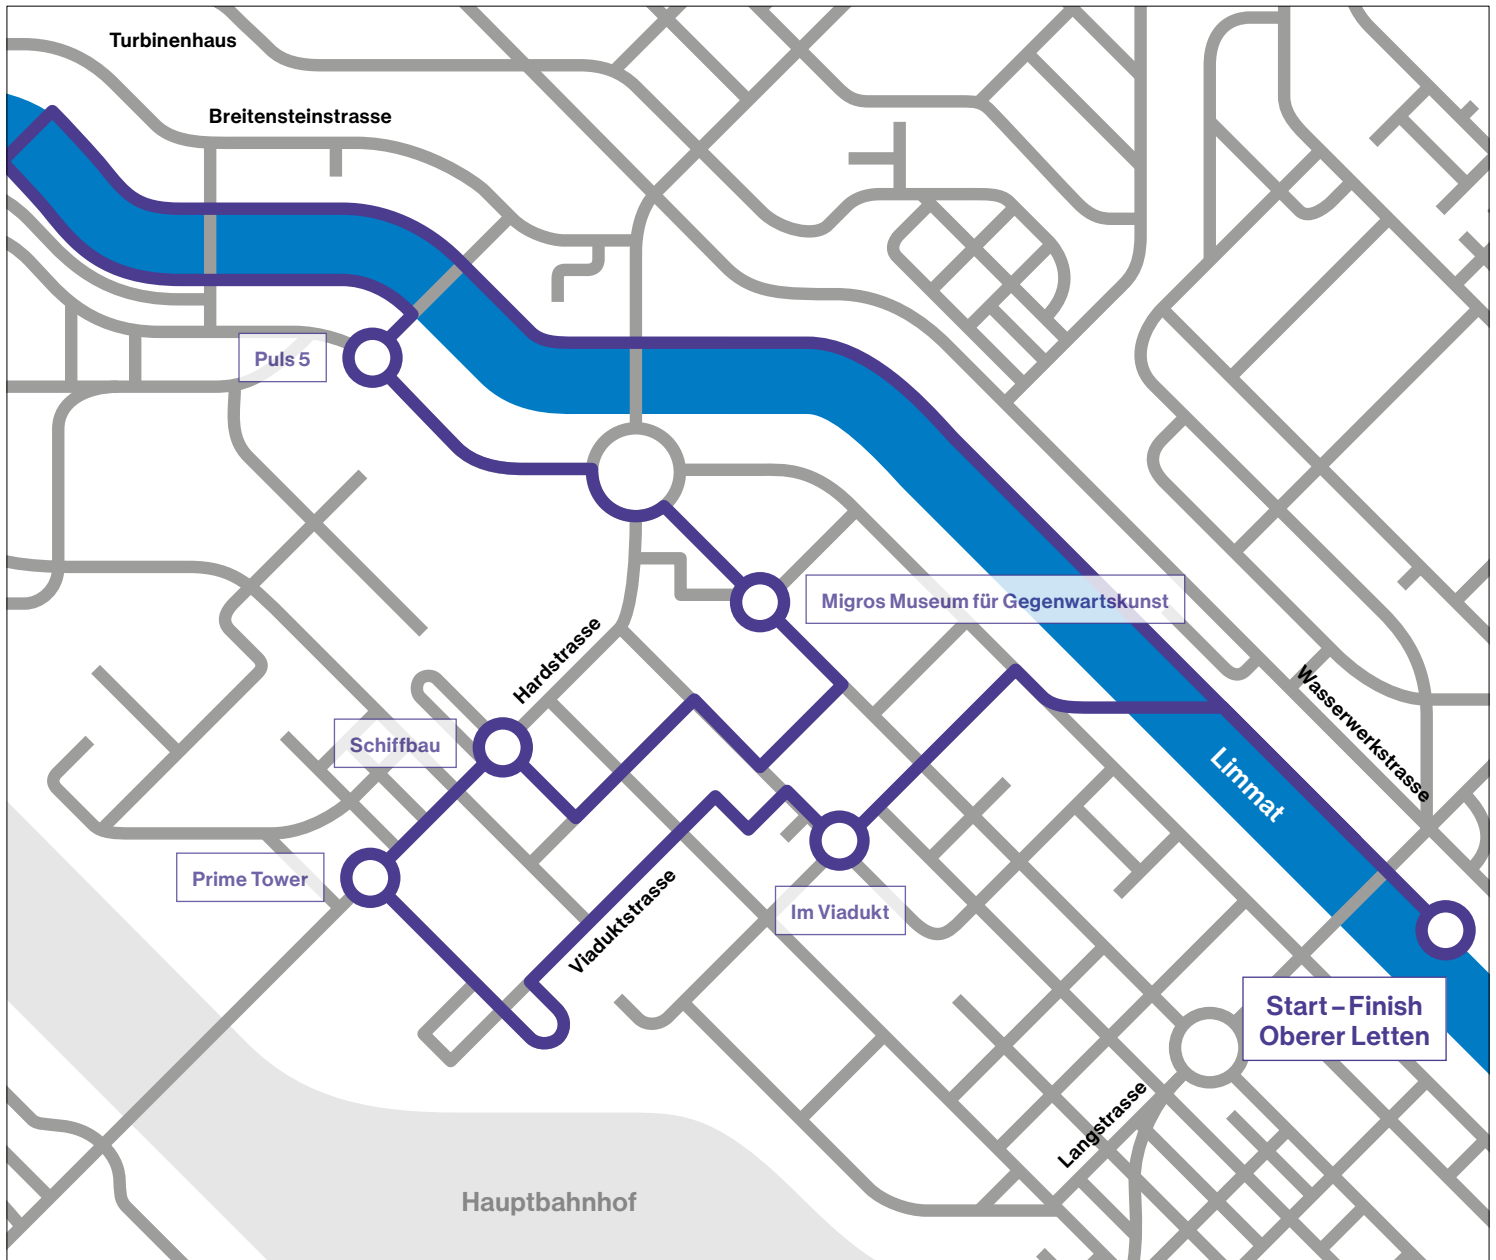 Turbinenhaus
Breitensteinstrasse
Puls 5
Migros Museum für Gegenwartskunst
Hardstrasse
Wasserwerkstrasse
Schiffbau
Limmat
Prime Tower
Viaduktstrasse
Im Viadukt
Start – Finish
Oberer Letten
Langstrasse
Hauptbahnhof